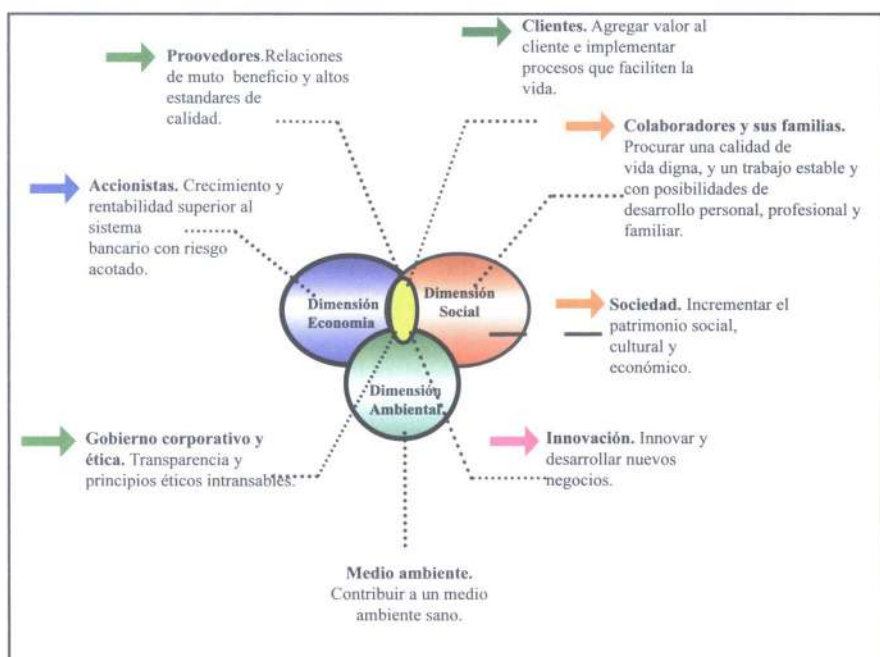 Clientes. Agregar valor al
cliente e implementar
procesos que faciliten la
vida.
Proovedores.Relaciones
de muto beneficio y altos
estandares de
calidad.
Colaboradores y sus familias.
Procurar una calidad de
vida digna, y un trabajo estable y
con posibilidades de
desarrollo personal, profesional y
familiar.
Accionistas. Crecimiento y
rentabilidad superior al
sistema
bancario con riesgo
acotado.
Dimensión
Economia
Dimensión
Social
Sociedad. Incrementar el
patrimonio social,
cultural y
económico.
Dimensión
Ambiental
Gobierno corporativo y
ética. Transparencia y
principios éticos intransables.
Innovación. Innovar y
desarrollar nuevos
negocios.
Medio ambiente.
Contribuir a un medio
ambiente sano.